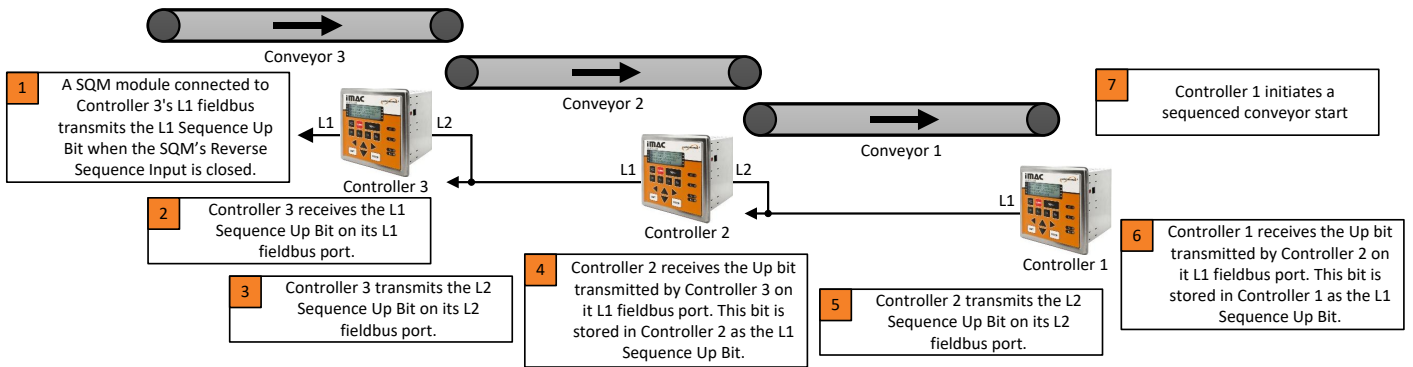 Conveyor 3
Conveyor 2
Conveyor 1
1
A SQM module connected to
Controller 3's L1 fieldbus
transmits the L1 Sequence Up
Bit when the SQM's Reverse
Sequence Input is closed.
L1
iMAC
L2
Controller 3
2
Controller 3 receives the L1
Sequence Up Bit on its L1
fieldbus port.
3
Controller 3 transmits the L2
Sequence Up Bit on its L2
fieldbus port.
L1
iMAC
L2
Controller 2
4
Controller 2 receives the Up bit
transmitted by Controller 3 on
it L1 fieldbus port. This bit is
stored in Controller 2 as the L1
Sequence Up Bit.
5
Controller 2 transmits the L2
Sequence Up Bit on its L2
fieldbus port.
L1
iMAC
Controller 1
6
Controller 1 receives the Up bit
transmitted by Controller 2 on
it L1 fieldbus port. This bit is
stored in Controller 1 as the L1
Sequence Up Bit.
7
Controller 1 initiates a
sequenced conveyor start